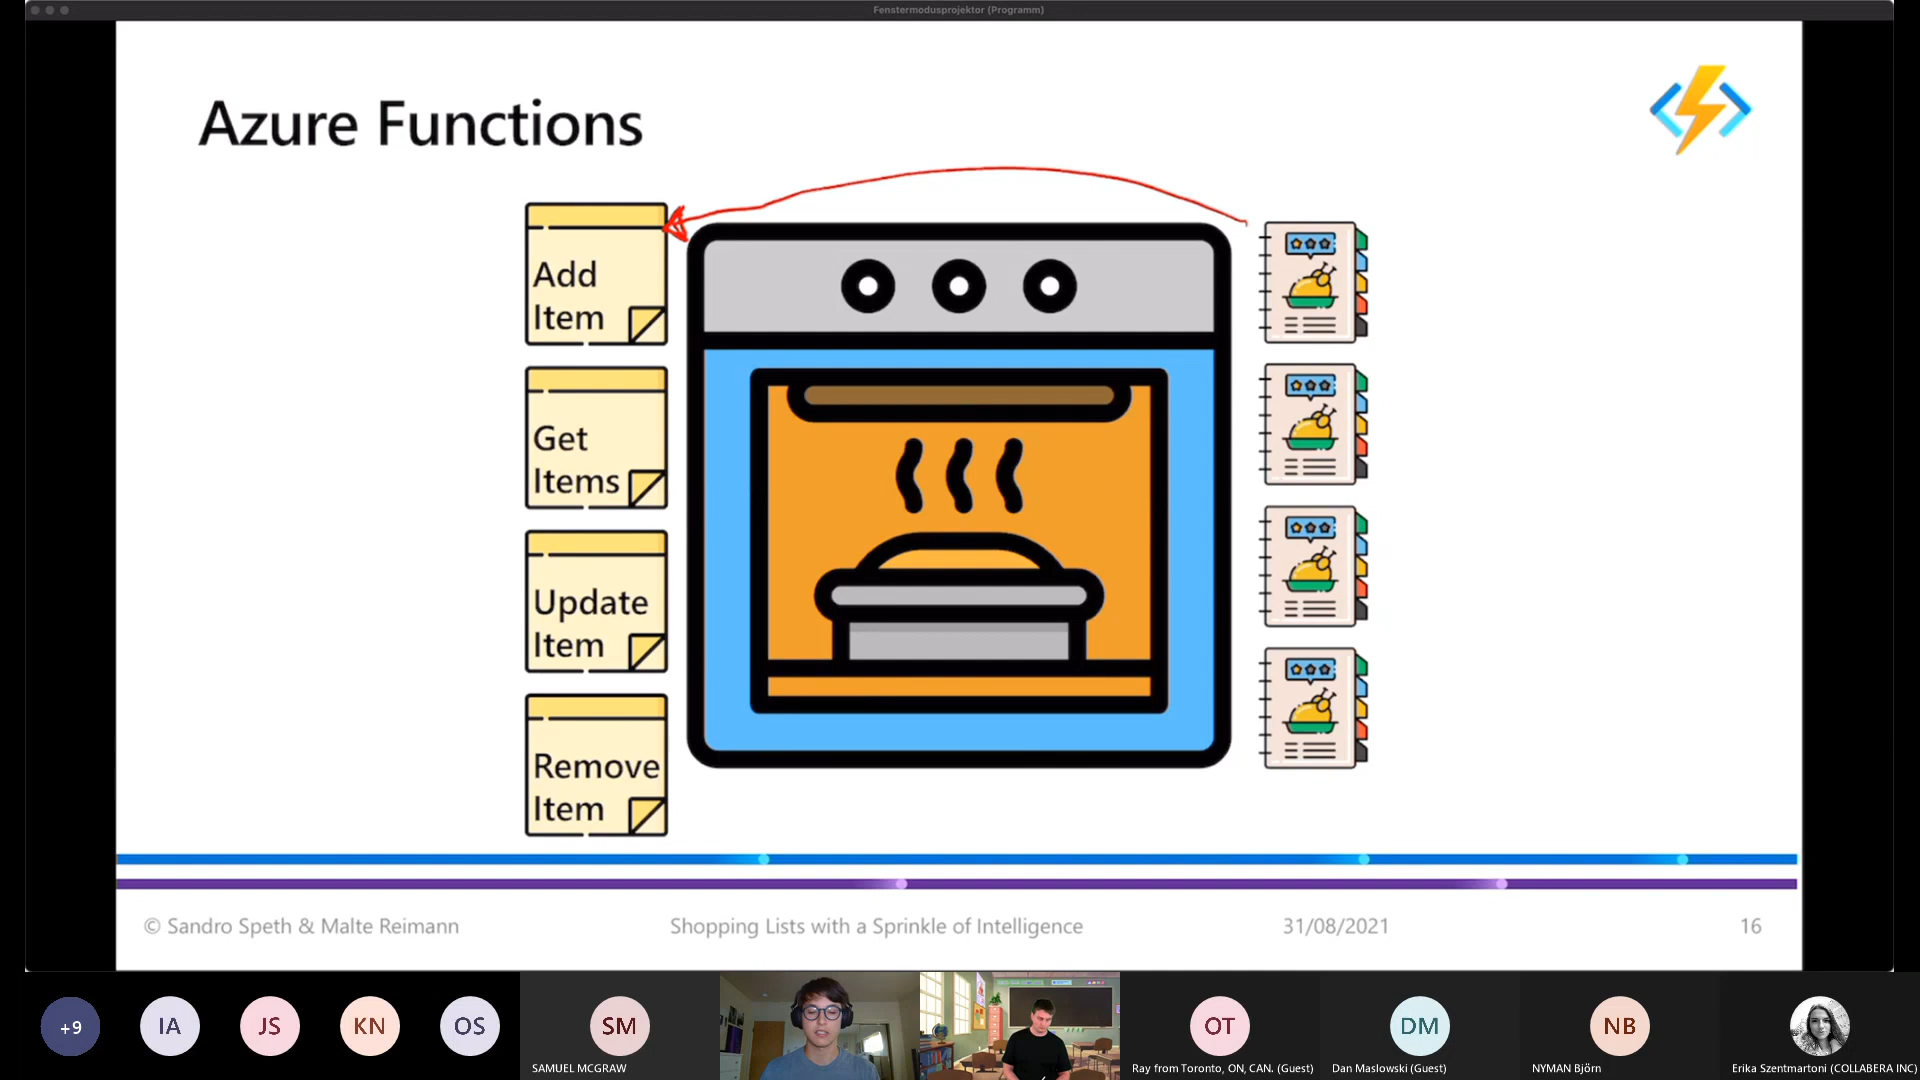 Fenstermodusprojektor (Programm)
Azure Functions
Add
Item
Get
Items
Update
Item
Remove
Item
© Sandro Speth & Malte Reimann
Shopping Lists with a Sprinkle of Intelligence
31/08/2021
16
+9
IA
JS
KN
OS
SM
SAMUEL MCGRAW
OT
Ray from Toronto, ON, CAN. (Guest)
DM
Dan Maslowski (Guest)
NB
NYMAN Björn
Erika Szentmartoni (COLLABERA INC)